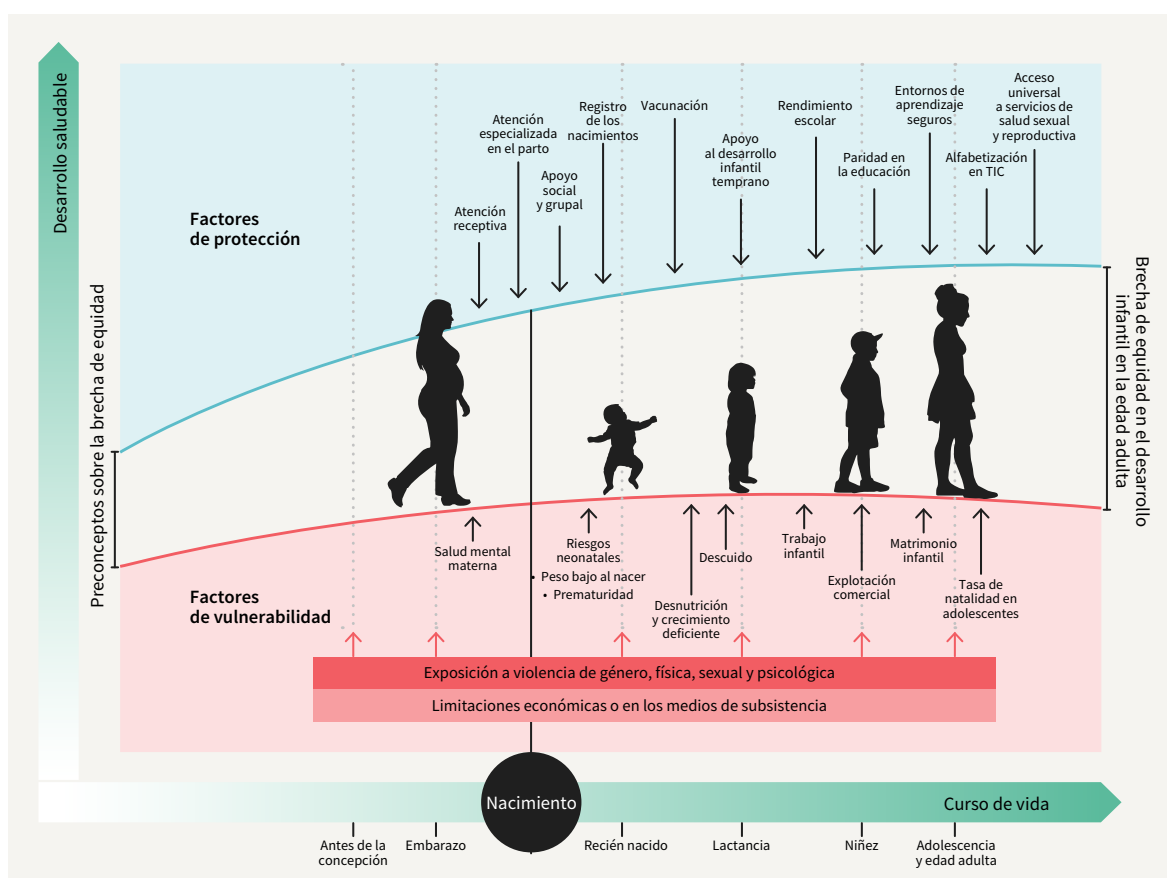 Desarrollo saludable
Preconceptos sobre la brecha de equidad
Factores
de protección
Atención
receptiva
Atención
especializada
en el parto
Apoyo
social
y grupal
Registro
de los
nacimientos
Vacunación
Apoyo
al desarrollo
infantil
temprano
Rendimiento
escolar
Paridad en
la educación
Entornos de
aprendizaje
seguros
Alfabetización
en TIC
Acceso
universal
a servicios de
salud sexual
y reproductiva
Brecha de equidad en el desarrollo
infantil en la edad adulta
Factores
de vulnerabilidad
Salud mental
materna
Riesgos
neonatales
• Peso bajo al nacer
• Prematuridad
Desnutrición
y crecimiento
deficiente
Descuido
Trabajo
infantil
Explotación
comercial
Matrimonio
infantil
Tasa de
natalidad en
adolescentes
Exposición a violencia de género, física, sexual y psicológica
Limitaciones económicas o en los medios de subsistencia
Nacimiento
Curso de vida
Antes de la
concepción
Embarazo
Recién nacido
Lactancia
Niñez
Adolescencia
y edad adulta